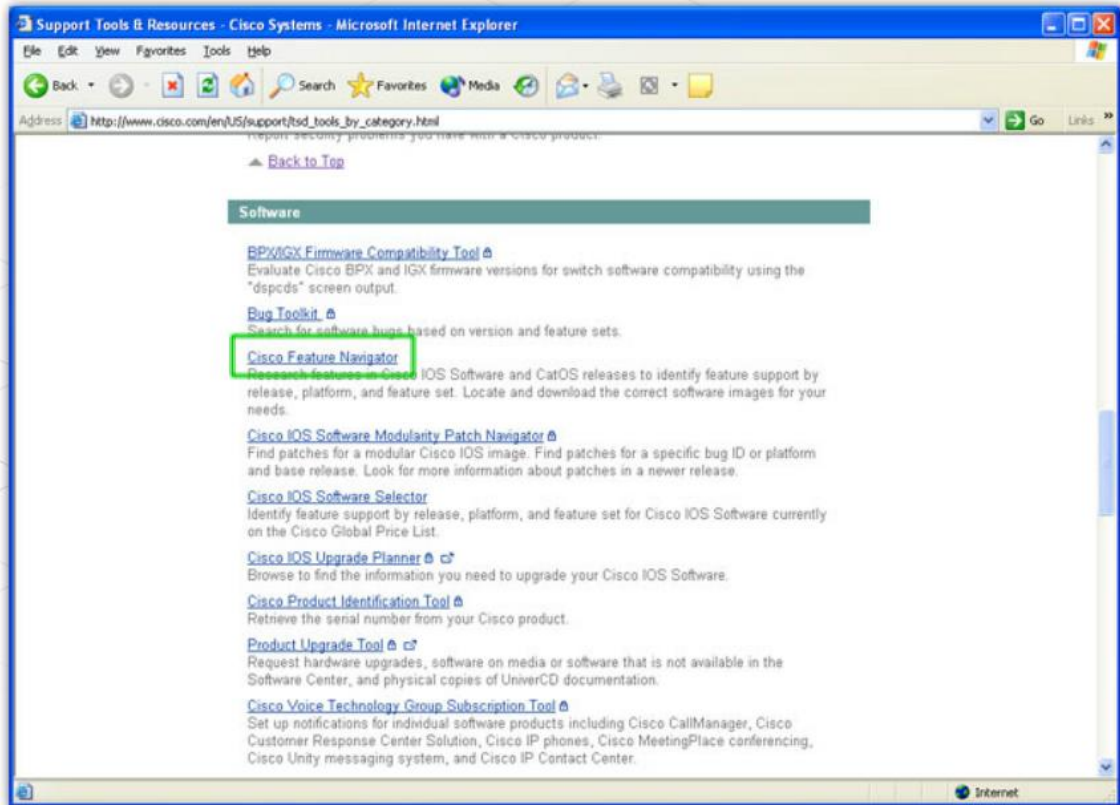 Support Tools & Resources - Cisco Systems - Microsoft Internet Explorer
File Edit View Favorites Tools Help
Back Search Favorites Media
Address http://www.cisco.com/en/US/support/tsd_tools_by_category.html Go Links »
Report security problems you have with a Cisco product.
Back to Top
Software
BPX/IGX Firmware Compatibility Tool
Evaluate Cisco BPX and IGX firmware versions for switch software compatibility using the
"dspcds" screen output.
Bug Toolkit
Search for software bugs based on version and feature sets.
Cisco Feature Navigator
Research features in Cisco IOS Software and CatOS releases to identify feature support by
release, platform, and feature set. Locate and download the correct software images for your
needs.
Cisco IOS Software Modularity Patch Navigator
Find patches for a modular Cisco IOS image. Find patches for a specific bug ID or platform
and base release. Look for more information about patches in a newer release.
Cisco IOS Software Selector
Identify feature support by release, platform, and feature set for Cisco IOS Software currently
on the Cisco Global Price List.
Cisco IOS Upgrade Planner
Browse to find the information you need to upgrade your Cisco IOS Software.
Cisco Product Identification Tool
Retrieve the serial number from your Cisco product.
Product Upgrade Tool
Request hardware upgrades, software on media or software that is not available in the
Software Center, and physical copies of UniverCD documentation.
Cisco Voice Technology Group Subscription Tool
Set up notifications for individual software products including Cisco CallManager, Cisco
Customer Response Center Solution, Cisco IP phones, Cisco MeetingPlace conferencing,
Cisco Unity messaging system, and Cisco IP Contact Center.
Internet